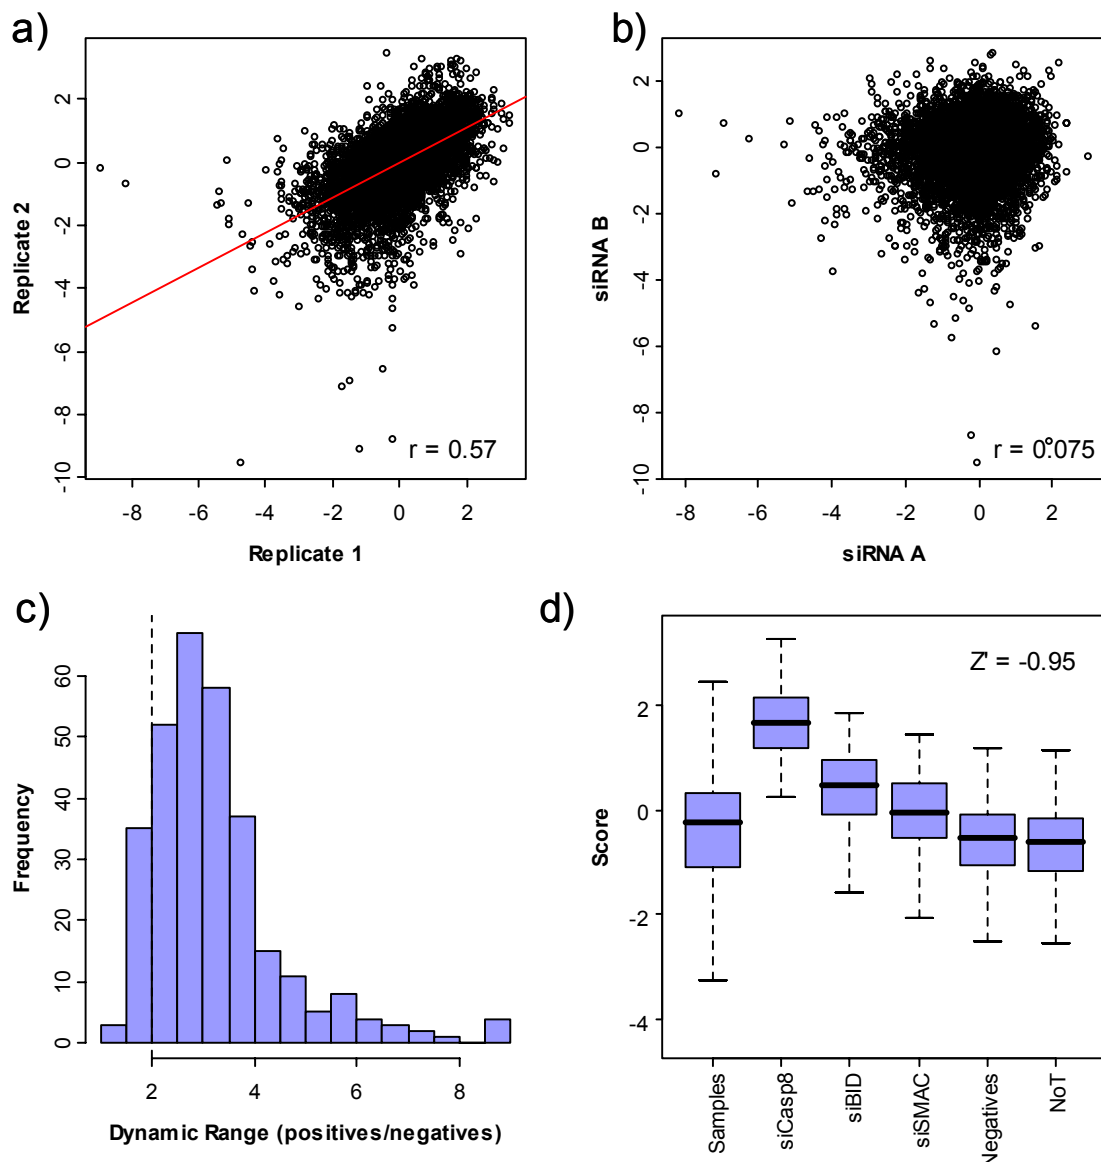 a)
2
0
-2
-4
-6
-8
-10
Replicate 2
r = 0.57
-8 -6 -4 -2 0 2
Replicate 1
b)
2
0
-2
-4
-6
-8
-10
siRNA B
r = 0.075
-8 -6 -4 -2 0 2
siRNA A
c)
60
50
40
30
20
10
0
Frequency
2 4 6 8
Dynamic Range (positives/negatives)
d)
2
0
-2
-4
Score
Z' = -0.95
Samples
siCasp8
siBID
siSMAC
Negatives
NoT